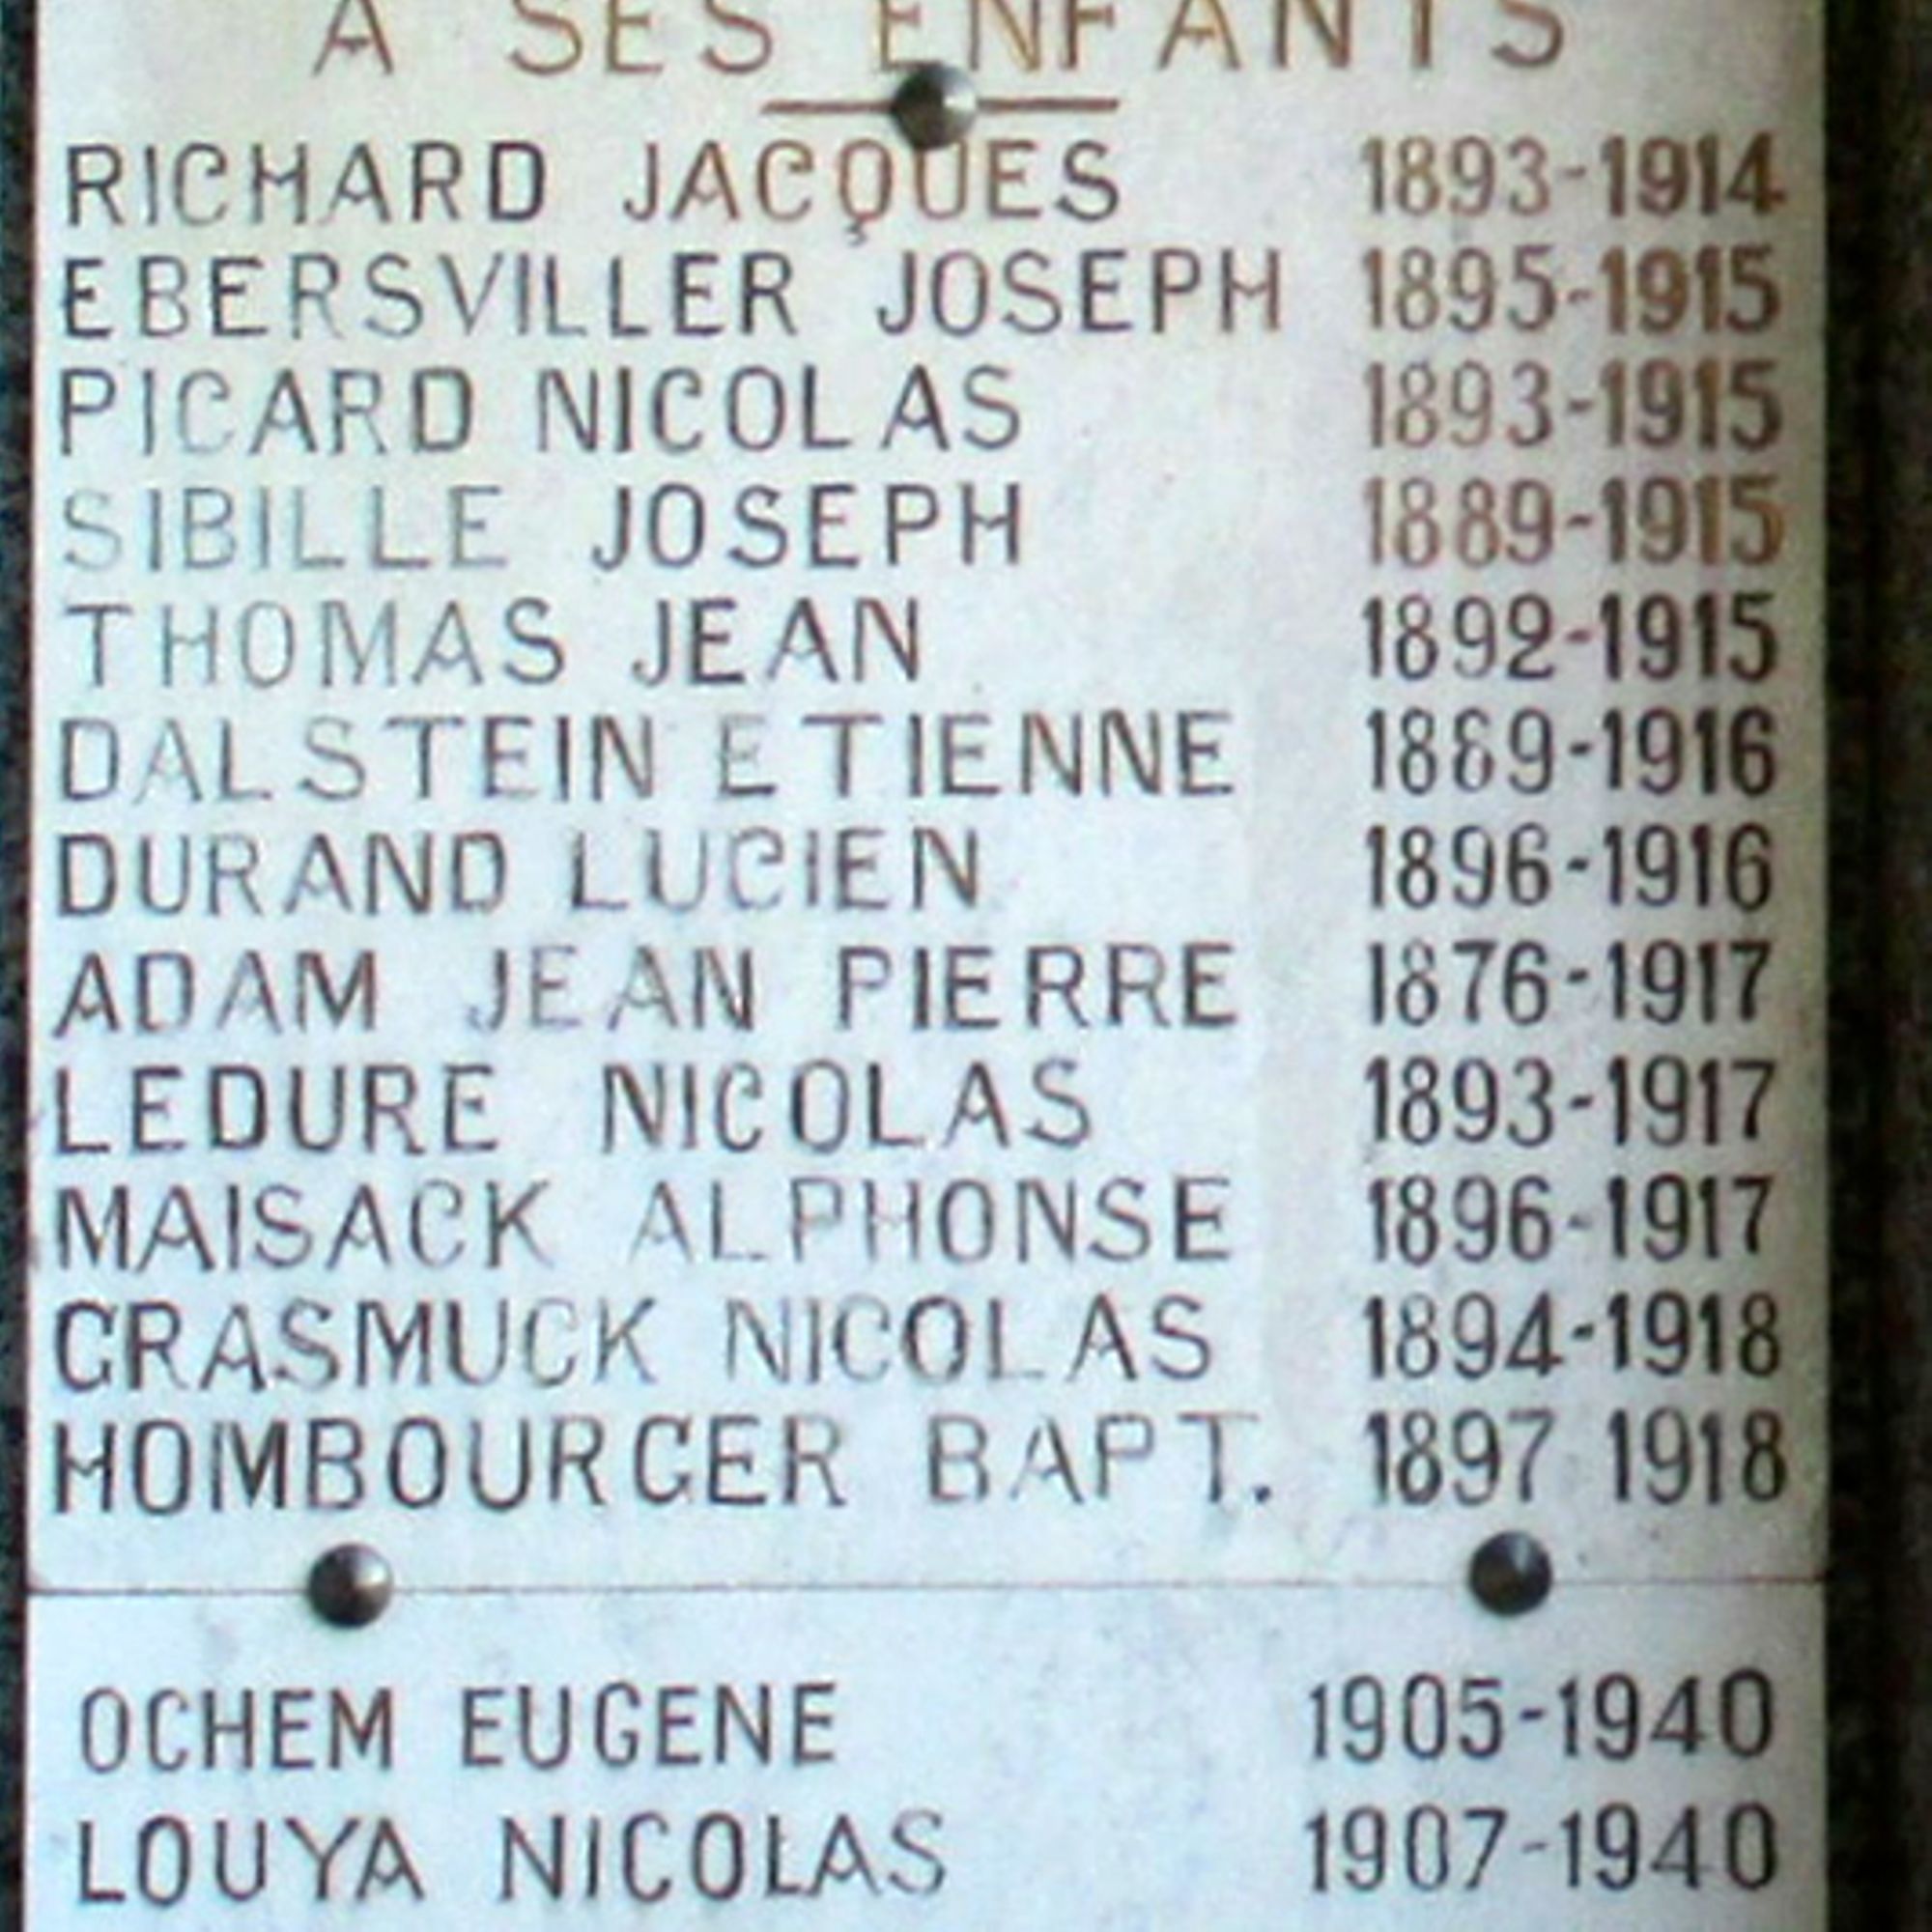 A SES ENFANTS
RICHARD JACQUES 1893-1914
EBERSVILLER JOSEPH 1895-1915
PICARD NICOLAS 1893-1915
SIBILLE JOSEPH 1889-1915
THOMAS JEAN 1892-1915
DALSTEIN ETIENNE 1889-1916
DURAND LUCIEN 1896-1916
ADAM JEAN PIERRE 1876-1917
LEDURE NICOLAS 1893-1917
MAISACK ALPHONSE 1896-1917
GRASMUCK NICOLAS 1894-1918
HOMBOURGER BAPT. 1897 1918
OCHEM EUGENE 1905-1940
LOUYA NICOLAS 1907-1940